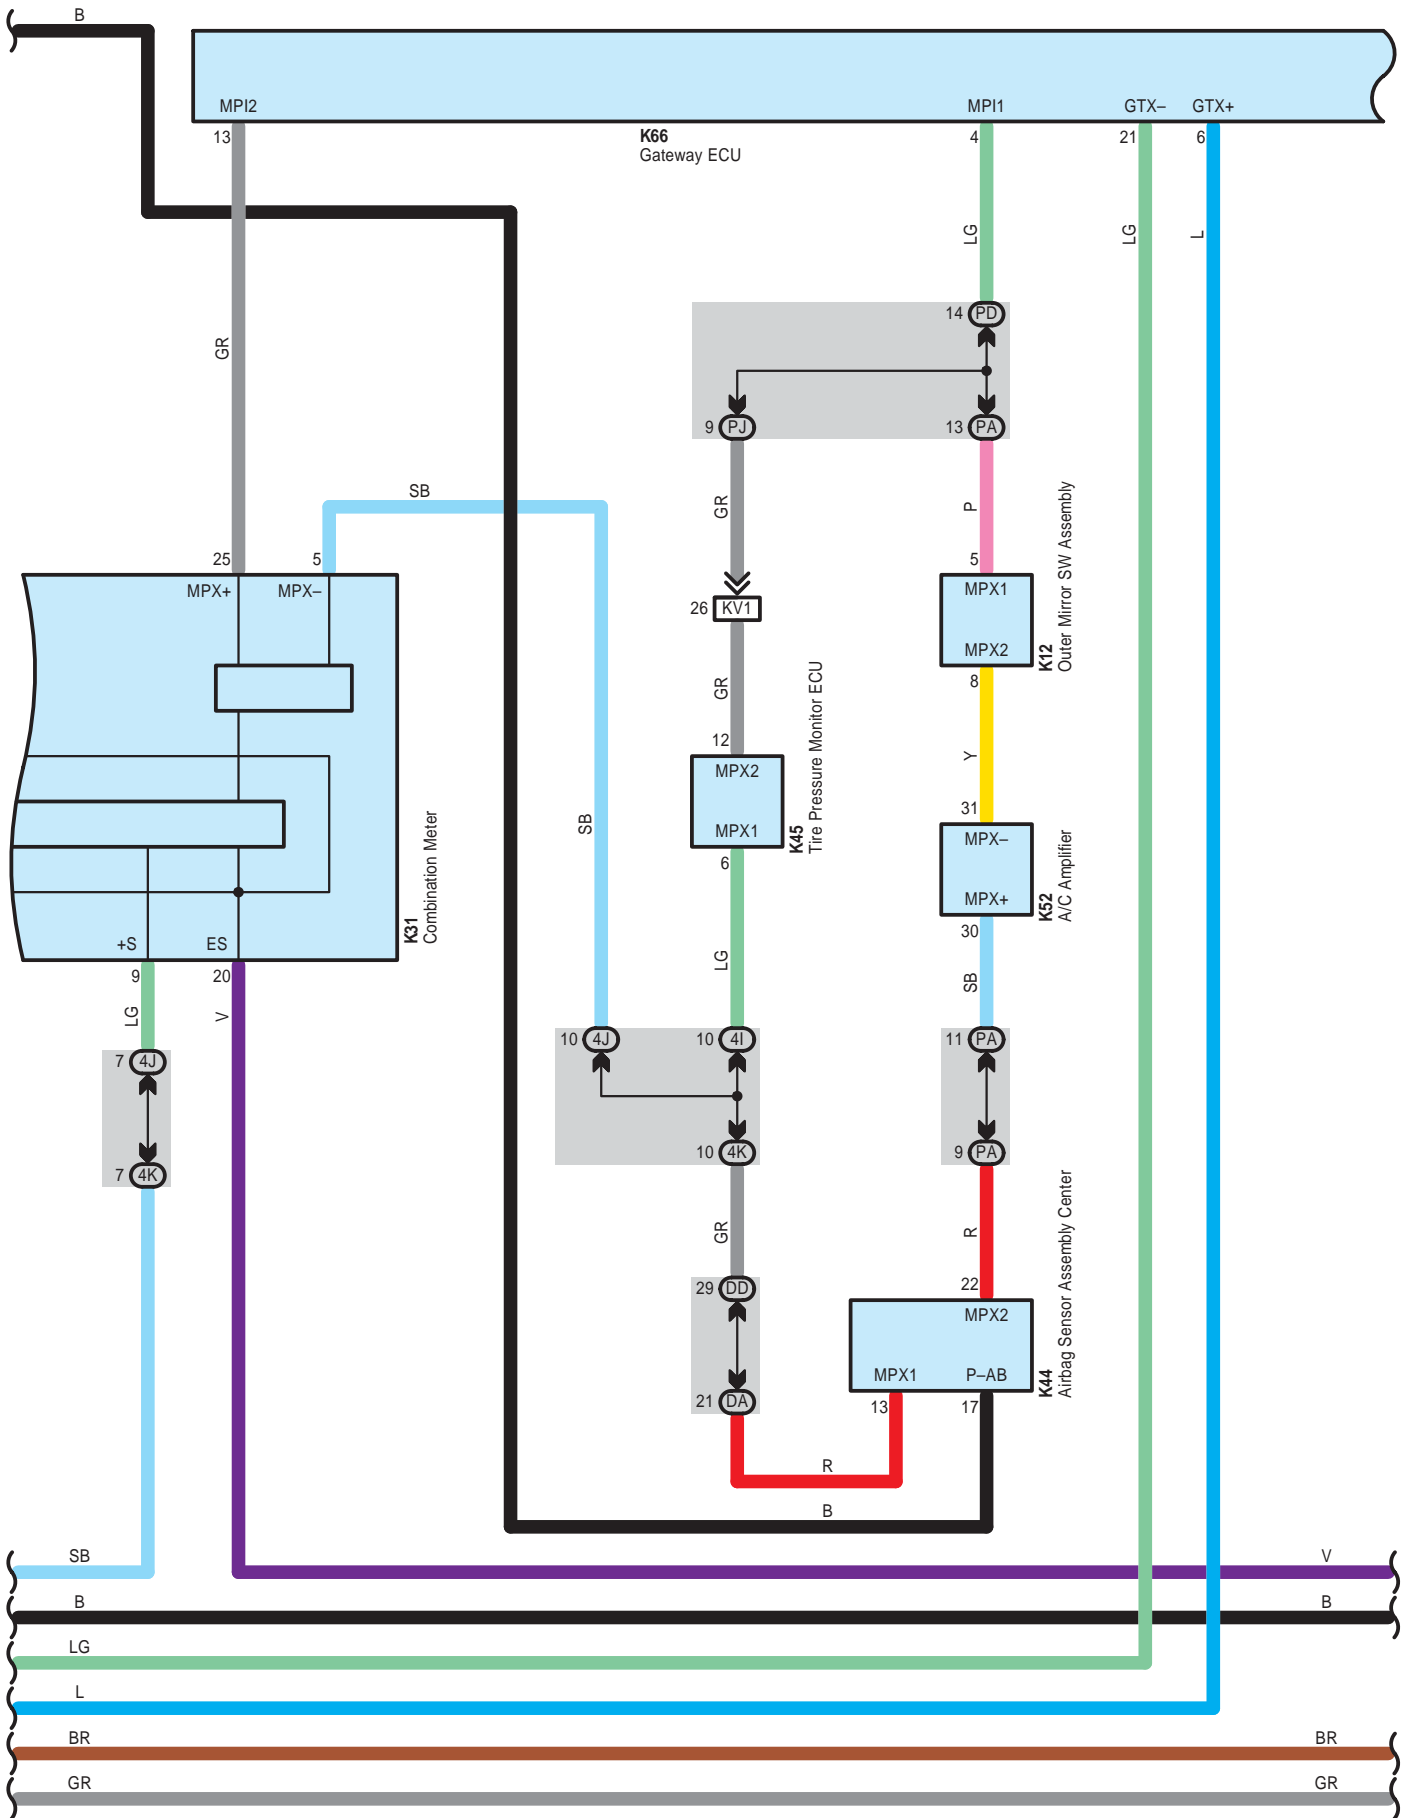 B
MPI2
MPI1
GTX–
GTX+
13
K66
Gateway ECU
4
21
6
GR
LG
LG
L
14
PD
9
PJ
13
PA
SB
GR
P
25
5
MPX+
MPX–
26
KV1
5
MPX1
MPX2
K12
Outer Mirror SW Assembly
8
GR
12
MPX2
MPX1
K45
Tire Pressure Monitor ECU
6
Y
31
MPX–
MPX+
K52
A/C Amplifier
30
SB
K31
Combination Meter
+S
ES
9
20
LG
V
LG
SB
7
4J
7
4K
10
4J
10
4I
10
4K
11
PA
9
PA
GR
R
29
DD
21
DA
22
MPX2
MPX1
P–AB
K44
Airbag Sensor Assembly Center
13
17
R
B
SB
V
B
B
LG
L
BR
BR
GR
GR